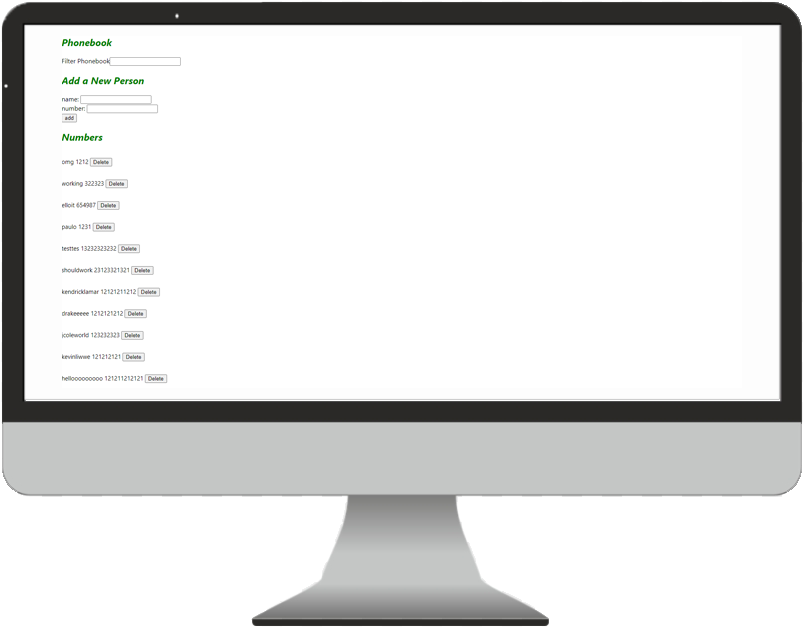 Phonebook
Filter Phonebook
Add a New Person
name:
number:
add
Numbers
omg 1212 Delete
working 322323 Delete
elloit 654987 Delete
paulo 1231 Delete
testtes 13232323232 Delete
shouldwork 23123321321 Delete
kendricklamar 12121211212 Delete
drakeeeee 1212121212 Delete
jcoleworld 123232323 Delete
kevinliwwe 121212121 Delete
hellooooooooo 121211212121 Delete